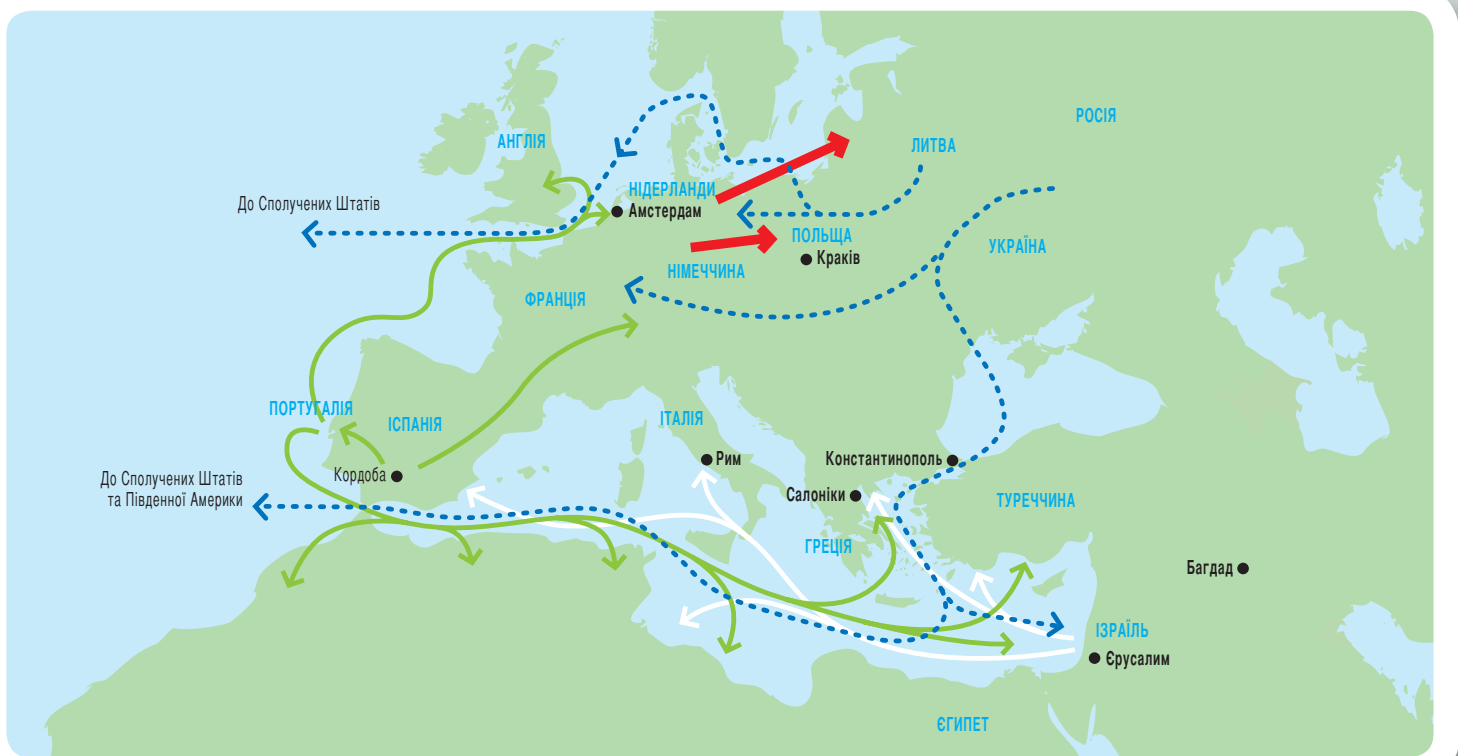 РОСІЯ
АНГЛІЯ
ЛИТВА
НІДЕРЛАНДИ
До Сполучених Штатів
Амстердам
ПОЛЬЩА
УКРАЇНА
Краків
НІМЕЧЧИНА
ФРАНЦІЯ
ПОРТУГАЛІЯ
ІСПАНІЯ
ІТАЛІЯ
Рим
Константинополь
Кордоба
До Сполучених Штатів
та Південної Америки
Салоніки
ТУРЕЧЧИНА
ГРЕЦІЯ
Багдад
ІЗРАЇЛЬ
Єрусалим
ЄГИПЕТ